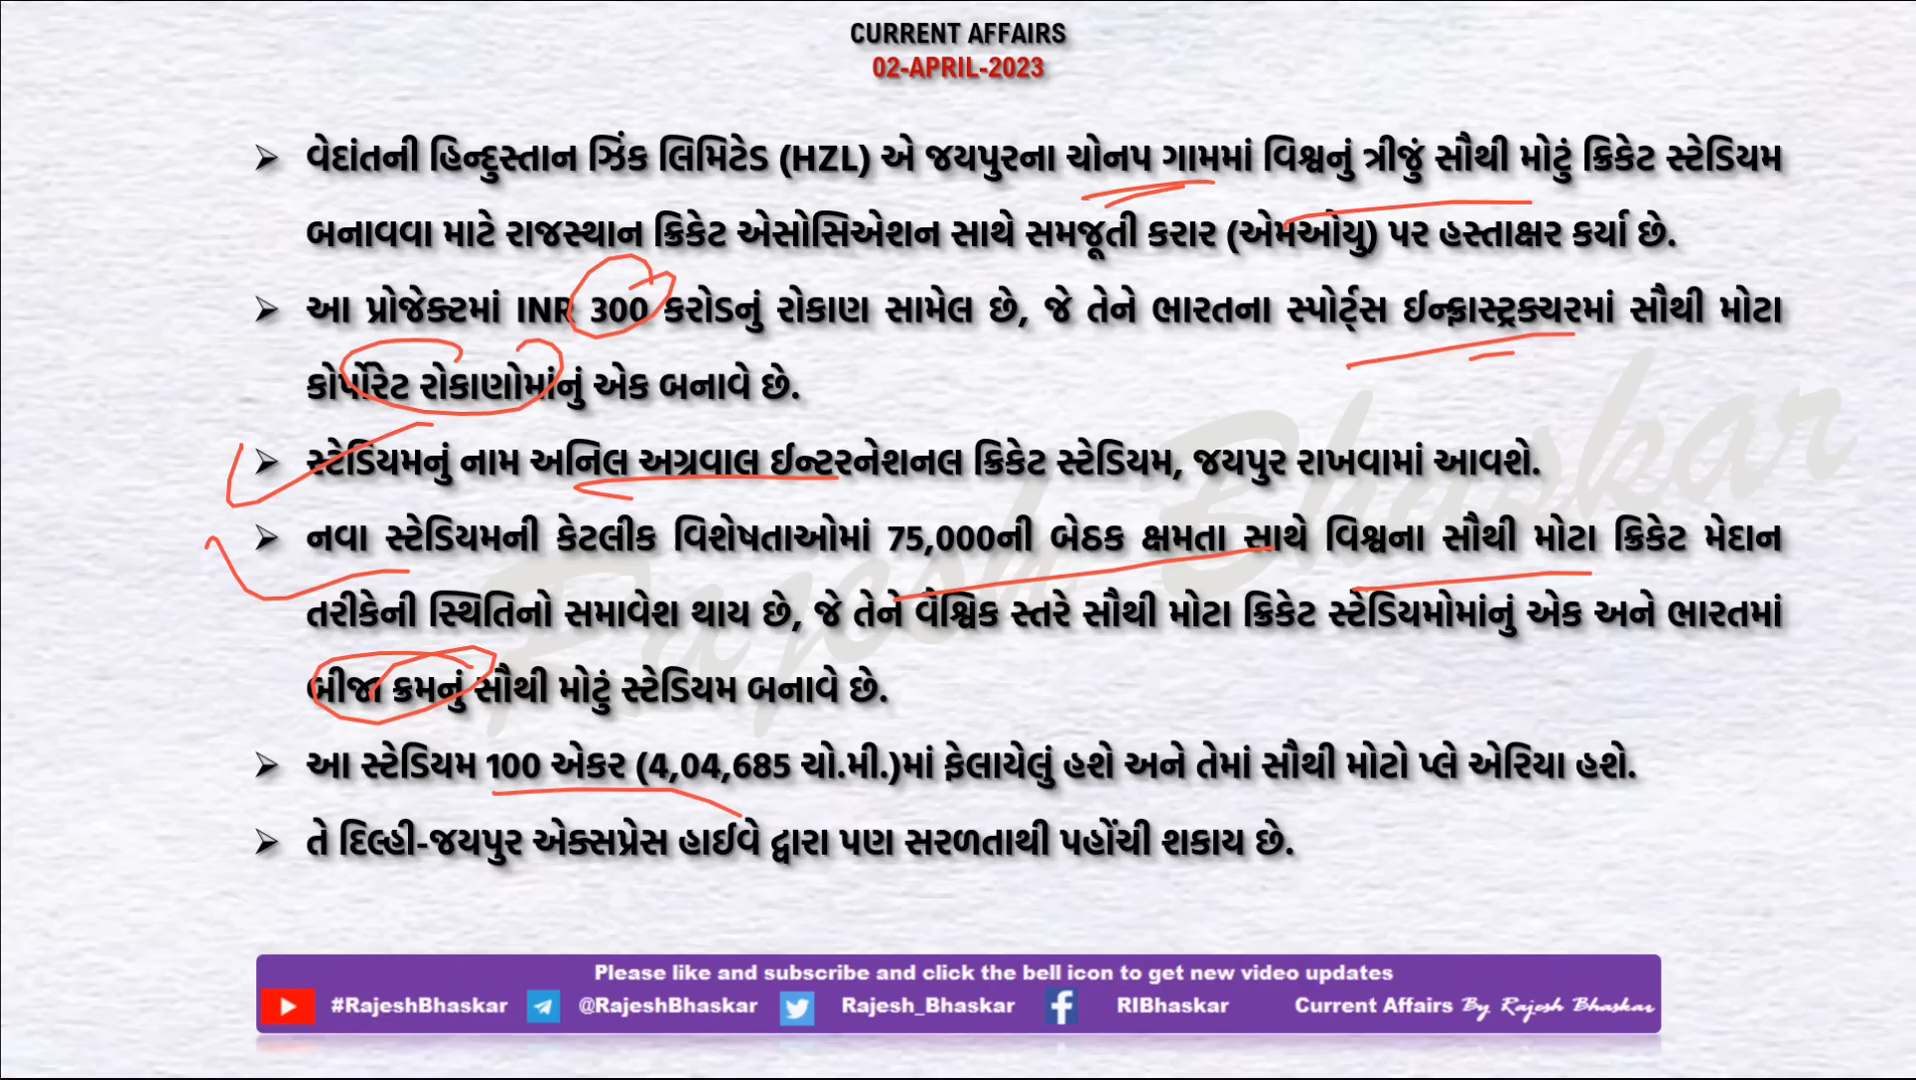 CURRENT AFFAIRS
02-APRIL-2023
➢ વેદાંતની હિન્દુસ્તાન ઝિંક લિમિટેડ (HZL) એ જયપુરના ચોનપ ગામમાં વિશ્વનું ત્રીજું સૌથી મોટું ક્રિકેટ સ્ટેડિયમ
બનાવવા માટે રાજસ્થાન ક્રિકેટ એસોસિએશન સાથે સમજૂતી કરાર (એમઓયુ) પર હસ્તાક્ષર કર્યા છે.
➢ આ પ્રોજેક્ટમાં INR 300 કરોડનું રોકાણ સામેલ છે, જે તેને ભારતના સ્પોર્ટ્સ ઈન્ફ્રાસ્ટ્રક્ચરમાં સૌથી મોટા
કોર્પોરેટ રોકાણોમાંનું એક બનાવે છે.
➢ સ્ટેડિયમનું નામ અનિલ અગ્રવાલ ઈન્ટરનેશનલ ક્રિકેટ સ્ટેડિયમ, જયપુર રાખવામાં આવશે.
➢ નવા સ્ટેડિયમની કેટલીક વિશેષતાઓમાં 75,000ની બેઠક ક્ષમતા સાથે વિશ્વના સૌથી મોટા ક્રિકેટ મેદાન
તરીકેની સ્થિતિનો સમાવેશ થાય છે, જે તેને વૈશ્વિક સ્તરે સૌથી મોટા ક્રિકેટ સ્ટેડિયમોમાંનું એક અને ભારતમાં
બીજા ક્રમનું સૌથી મોટું સ્ટેડિયમ બનાવે છે.
➢ આ સ્ટેડિયમ 100 એકર (4,04,685 ચો.મી.)માં ફેલાયેલું હશે અને તેમાં સૌથી મોટો પ્લે એરિયા હશે.
➢ તે દિલ્હી-જયપુર એક્સપ્રેસ હાઈવે દ્વારા પણ સરળતાથી પહોંચી શકાય છે.
Rajesh Bhaskar
Please like and subscribe and click the bell icon to get new video updates
#RajeshBhaskar @RajeshBhaskar Rajesh_Bhaskar RIBhaskar Current Affairs By Rajesh Bhaskar